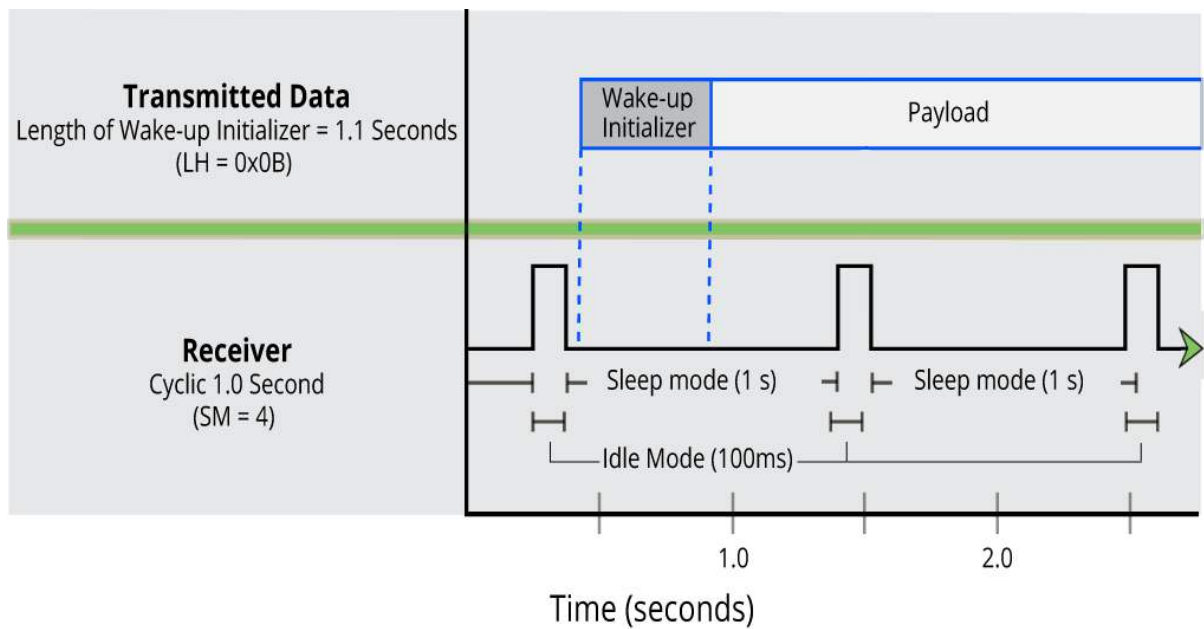 Transmitted Data
Length of Wake-up Initializer = 1.1 Seconds
(LH = 0x0B)
Wake-up
Initializer
Payload
Receiver
Cyclic 1.0 Second
(SM = 4)
Sleep mode (1 s)
Sleep mode (1 s)
Idle Mode (100ms)
1.0
2.0
Time (seconds)